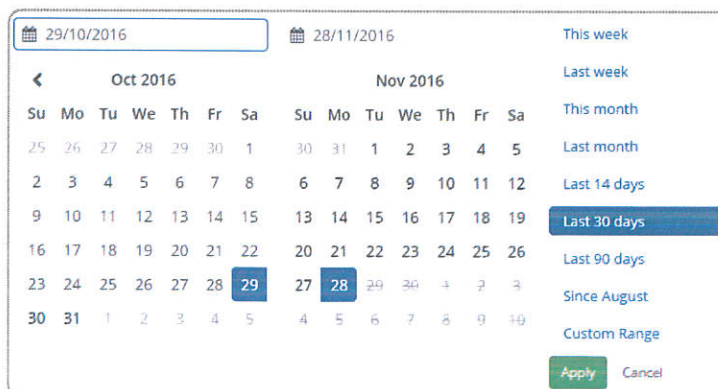 29/10/2016
28/11/2016
Oct 2016
Su Mo Tu We Th Fr Sa
25 26 27 28 29 30 1
2 3 4 5 6 7 8
9 10 11 12 13 14 15
16 17 18 19 20 21 22
23 24 25 26 27 28 29
30 31 1 2 3 4 5
Nov 2016
Su Mo Tu We Th Fr Sa
30 31 1 2 3 4 5
6 7 8 9 10 11 12
13 14 15 16 17 18 19
20 21 22 23 24 25 26
27 28 29 30 1 2 3
4 5 6 7 8 9 10
This week
Last week
This month
Last month
Last 14 days
Last 30 days
Last 90 days
Since August
Custom Range
Apply Cancel